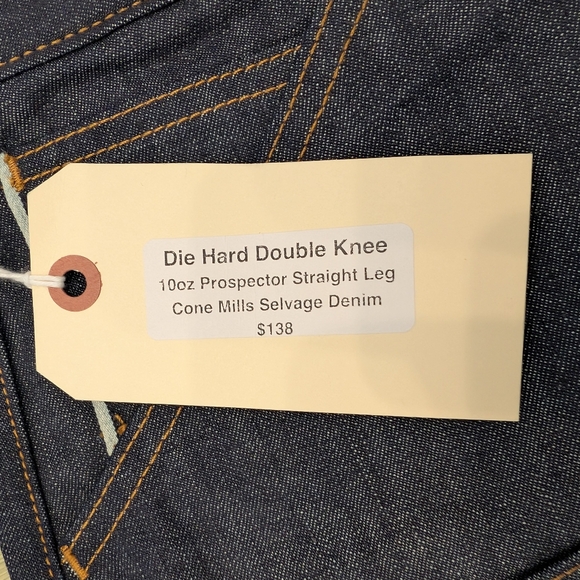 Die Hard Double Knee
10oz Prospector Straight Leg
Cone Mills Selvage Denim
$138